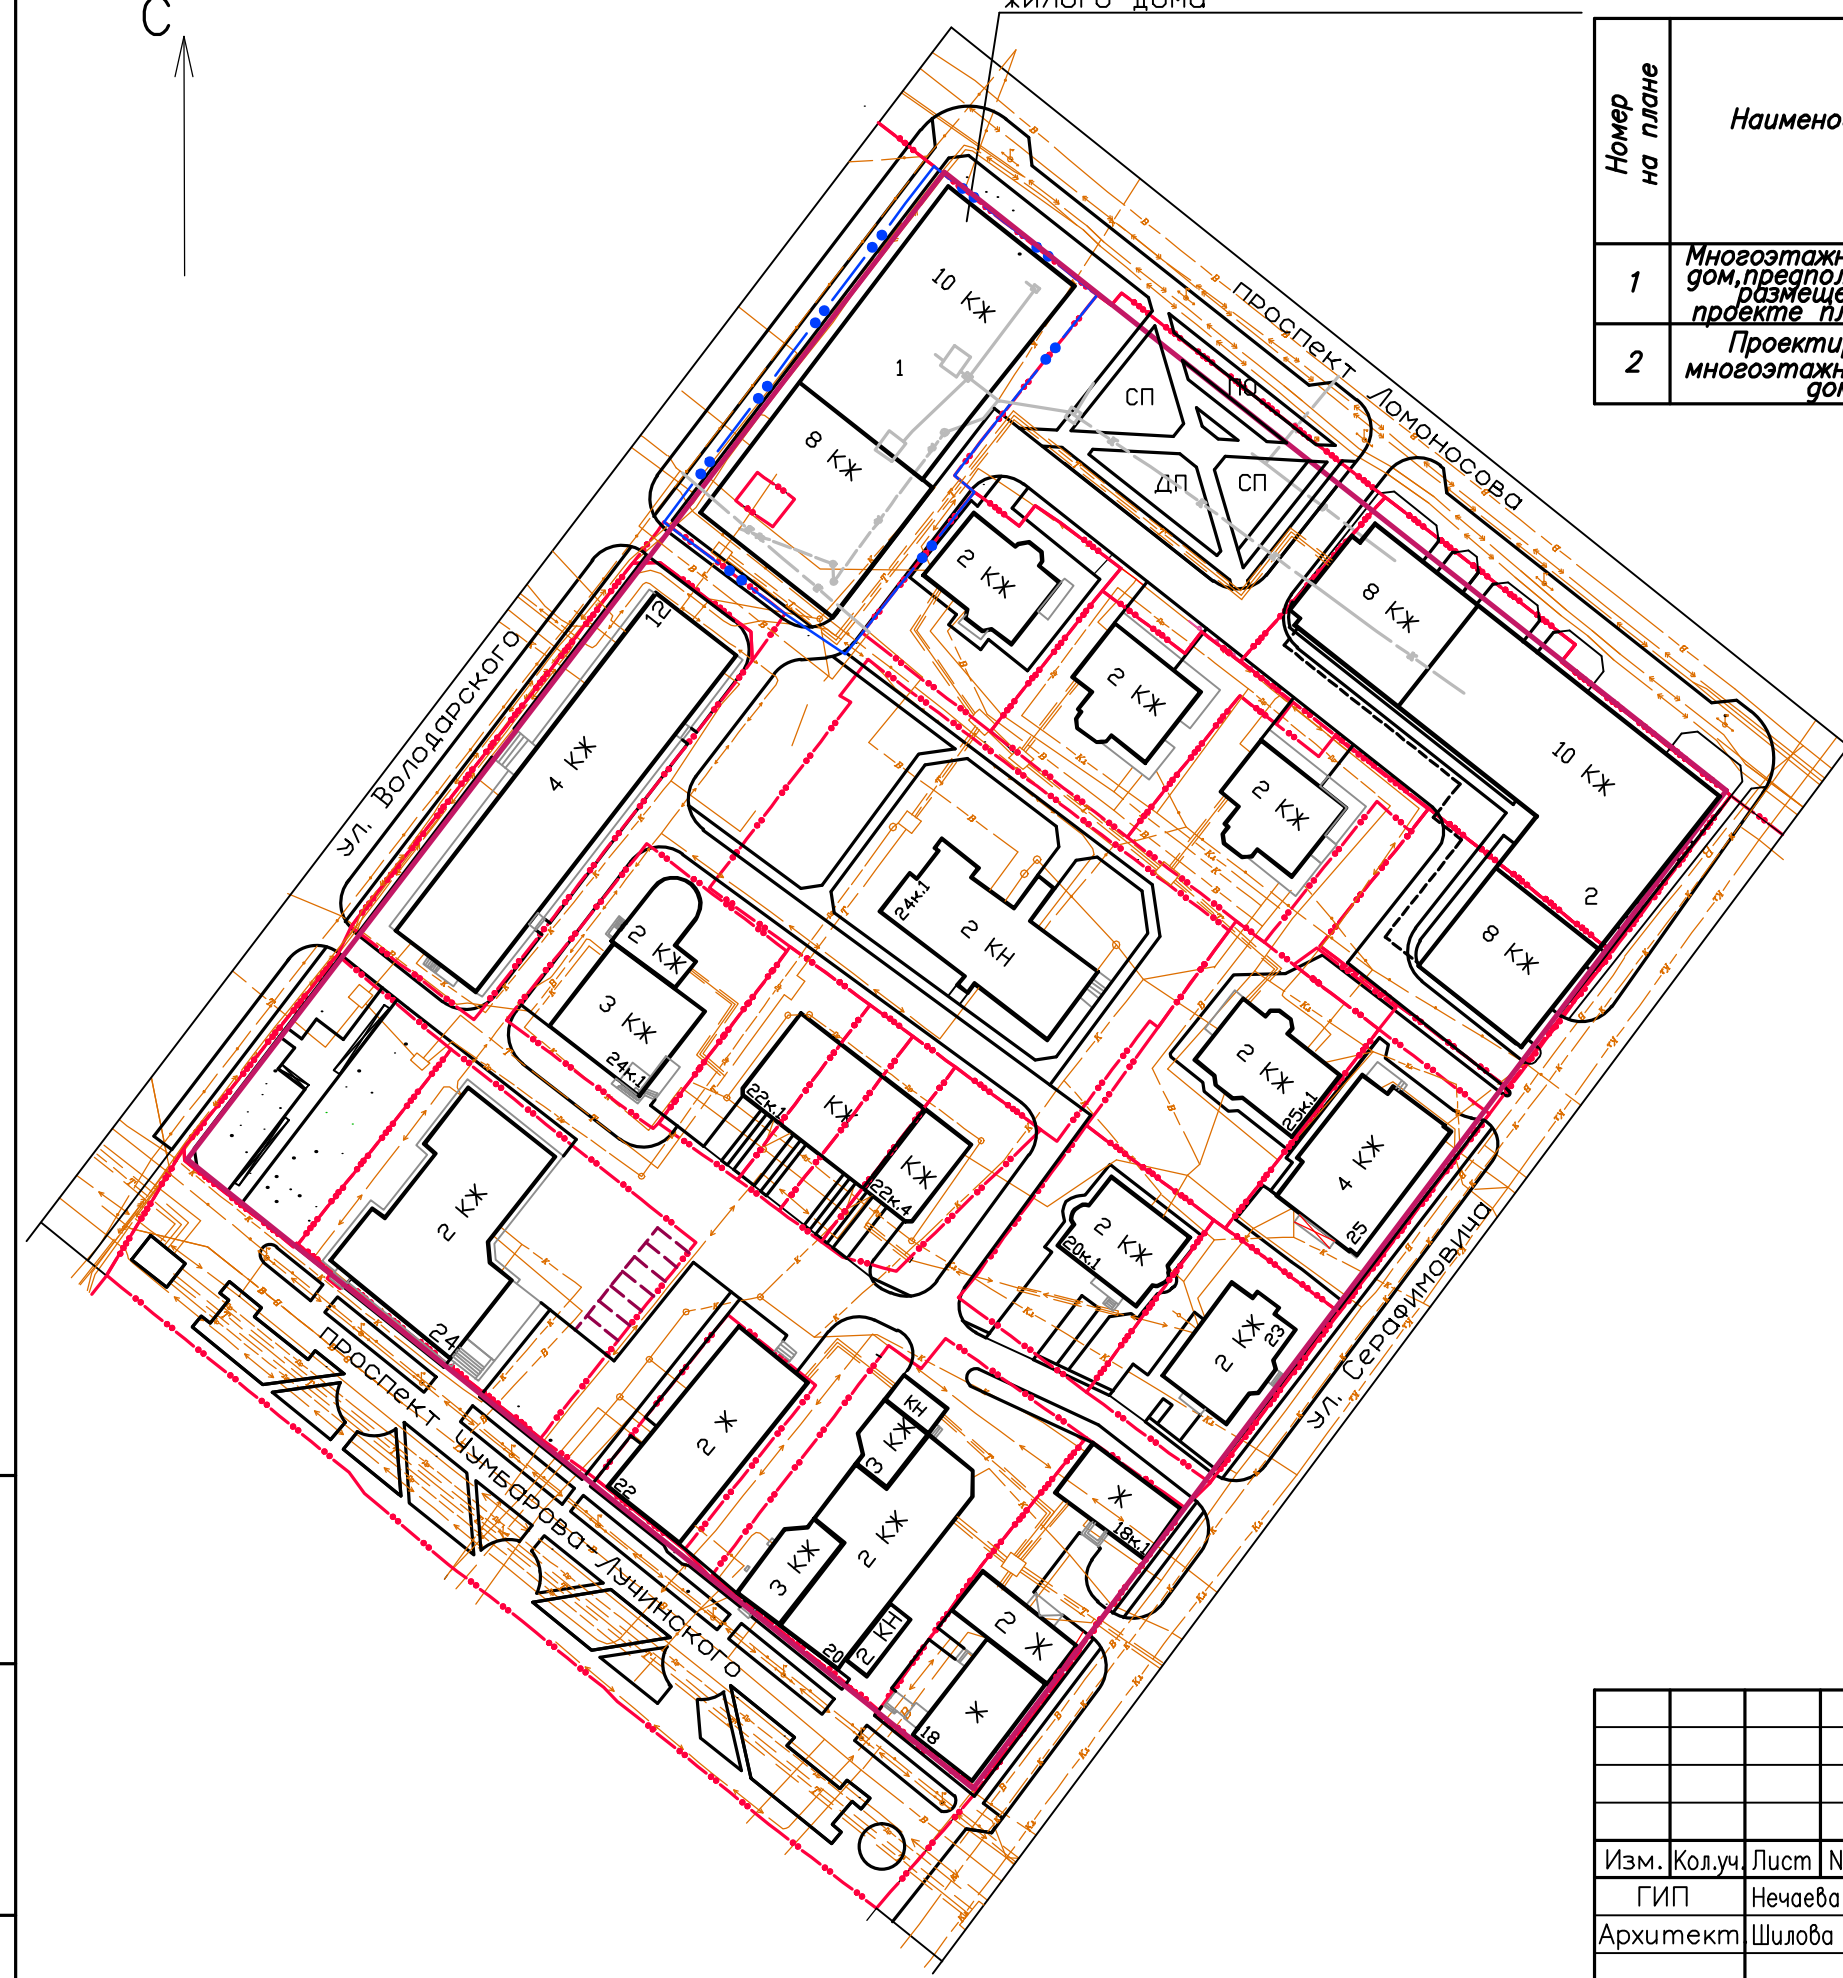 С
жилого дома
Номер
на плане
Наимено
1
Многоэтажн
дом,предпол
размеще
проекте пл
2
Проекти
многоэтажн
дом
проспект Ломоносова
ул. Володарского
ул. Серафимовича
проспект Чумбарова-Лучинского
10 КЖ
1
8 КЖ
СП
ПО
ДП
СП
2 КЖ
8 КЖ
12
2 КЖ
4 КЖ
10 КЖ
2 КЖ
24к.1
2
2 КН
2 КЖ
8 КЖ
3 КЖ
24к.1
2 КЖ
22к.1
КЖ
25к.1
4 КЖ
КЖ
22к.4
2 КЖ
2 КЖ
20к.1
25
24
2 КЖ
23
КН
2 Ж
3 КЖ
22
Ж
18к.1
2 КЖ
3 КЖ
2 КН
20
2 Ж
Ж
18
Изм.
Кол.уч.
Лист
N
ГИП
Нечаева
Архитект.
Шилова